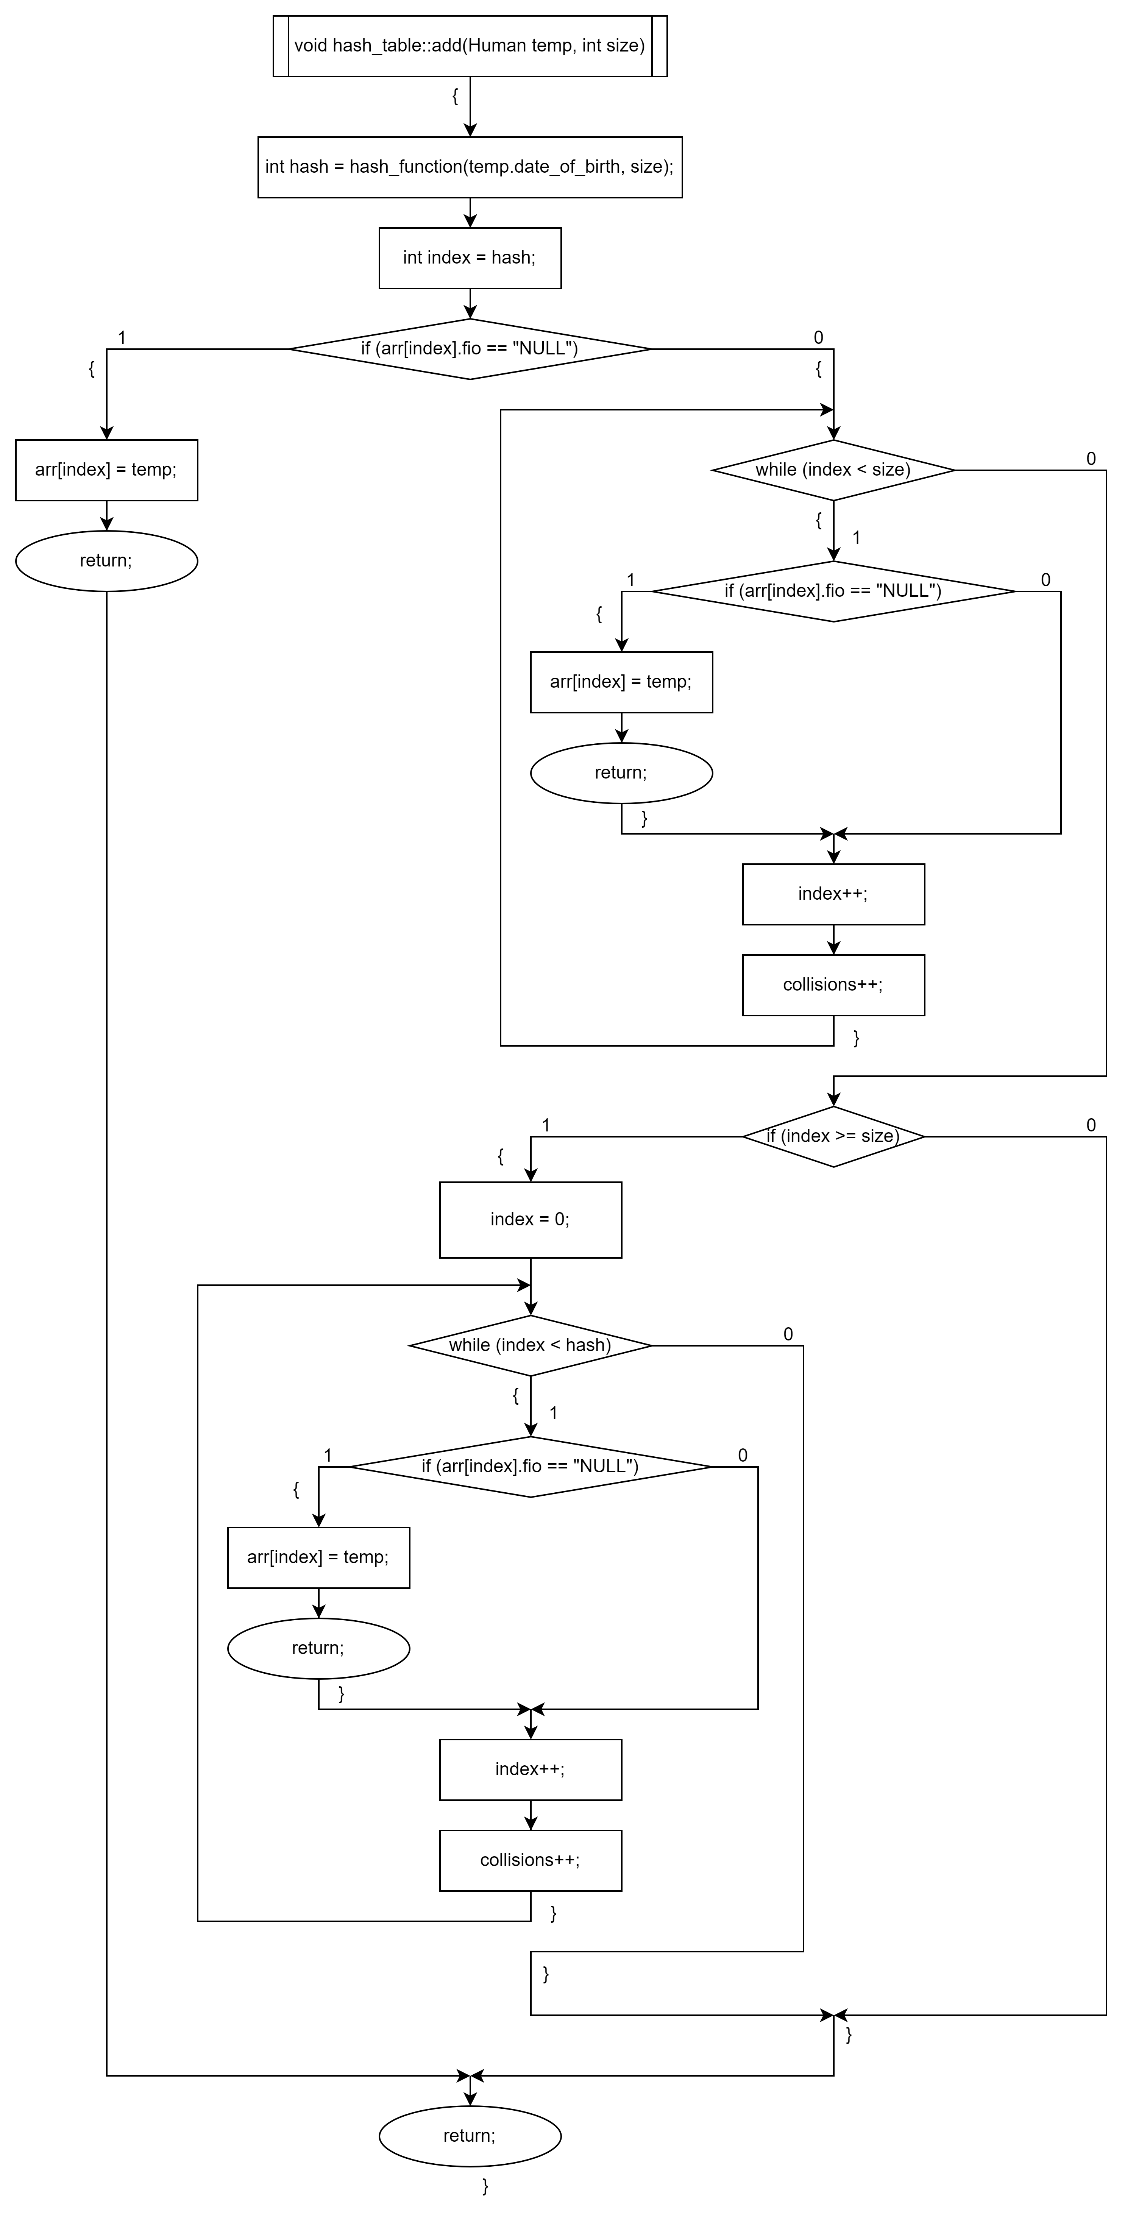 void hash_table::add(Human temp, int size)
{
int hash = hash_function(temp.date_of_birth, size);
int index = hash;
if (arr[index].fio == "NULL")
1
0
{
{
arr[index] = temp;
return;
while (index < size)
0
{
1
if (arr[index].fio == "NULL")
1
0
{
arr[index] = temp;
return;
}
index++;
collisions++;
}
if (index >= size)
1
0
{
index = 0;
while (index < hash)
0
{
1
if (arr[index].fio == "NULL")
1
0
{
arr[index] = temp;
return;
}
index++;
collisions++;
}
}
}
return;
}